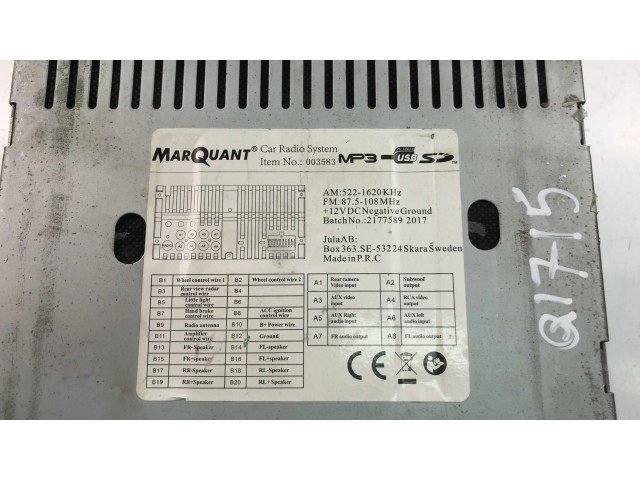 MARQUANT® Car Radio System
Item No.: 003583 MP3 USB SD
AM:522-1620KHz
FM:87.5-108MHz
+12VDC Negative Ground
Batch No.: 2177589 2017
JulaAB:
Box363.SE-53224Skara Sweden
Made in P.R.C
B1 Wheel control wire 1 B2 Wheel control wire 2
B3 Rear view radar control wire B4
B5 Little light control wire B6
B7 Hand brake control wire B8 ACC ignition control wire
B9 Radio antenna B10 B+ Power wire
B11 Amplifier control wire B12 Ground
B13 FR- Speaker B14 FL-speaker
B15 FR+speaker B16 FL+speaker
B17 RR-Speaker B18 RL-Speaker
B19 RR+Speaker B20 RL+ Speaker
A1 Rear camera Video input A2 Subwoof output
A3 AUX video input A4 RCA video output
A5 AUX Right audio input A6 AUX left audio input
A7 FR audio output A8 FL audio output
CE
Q1715